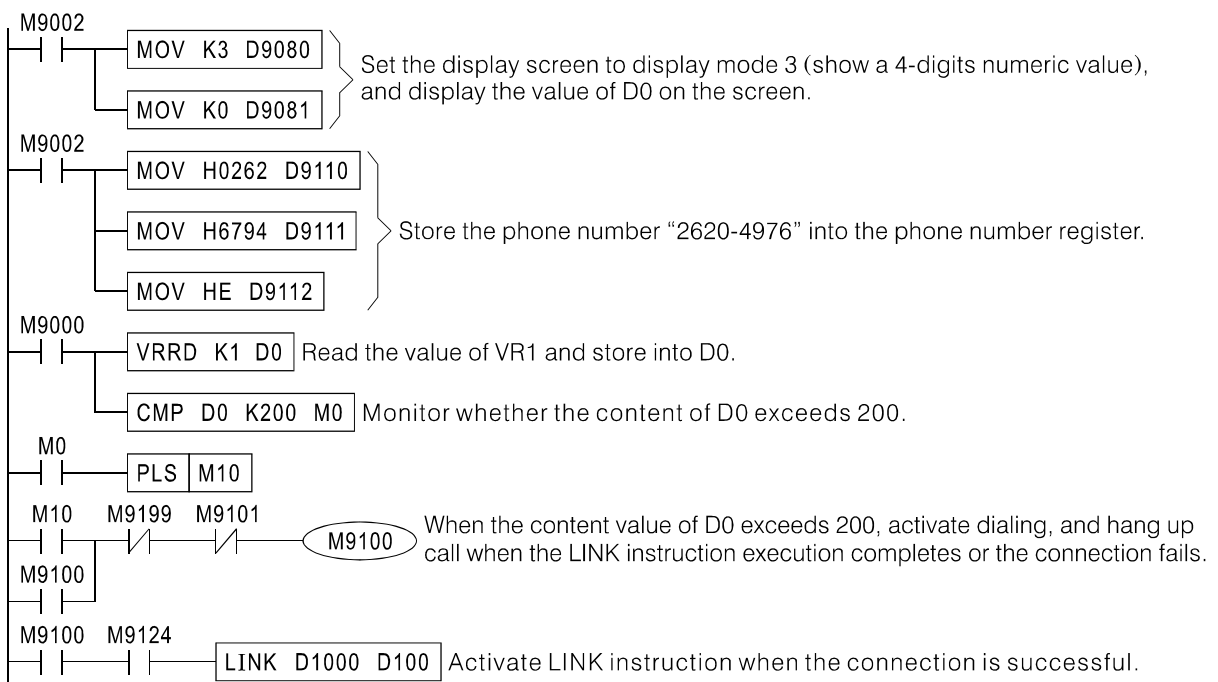 M9002
MOV K3 D9080
Set the display screen to display mode 3 (show a 4-digits numeric value),
and display the value of D0 on the screen.
MOV K0 D9081
M9002
MOV H0262 D9110
MOV H6794 D9111
Store the phone number “2620-4976” into the phone number register.
MOV HE D9112
M9000
VRRD K1 D0 Read the value of VR1 and store into D0.
CMP D0 K200 M0 Monitor whether the content of D0 exceeds 200.
M0
PLS M10
M10 M9199 M9101
M9100
When the content value of D0 exceeds 200, activate dialing, and hang up
call when the LINK instruction execution completes or the connection fails.
M9100
M9100 M9124
LINK D1000 D100 Activate LINK instruction when the connection is successful.